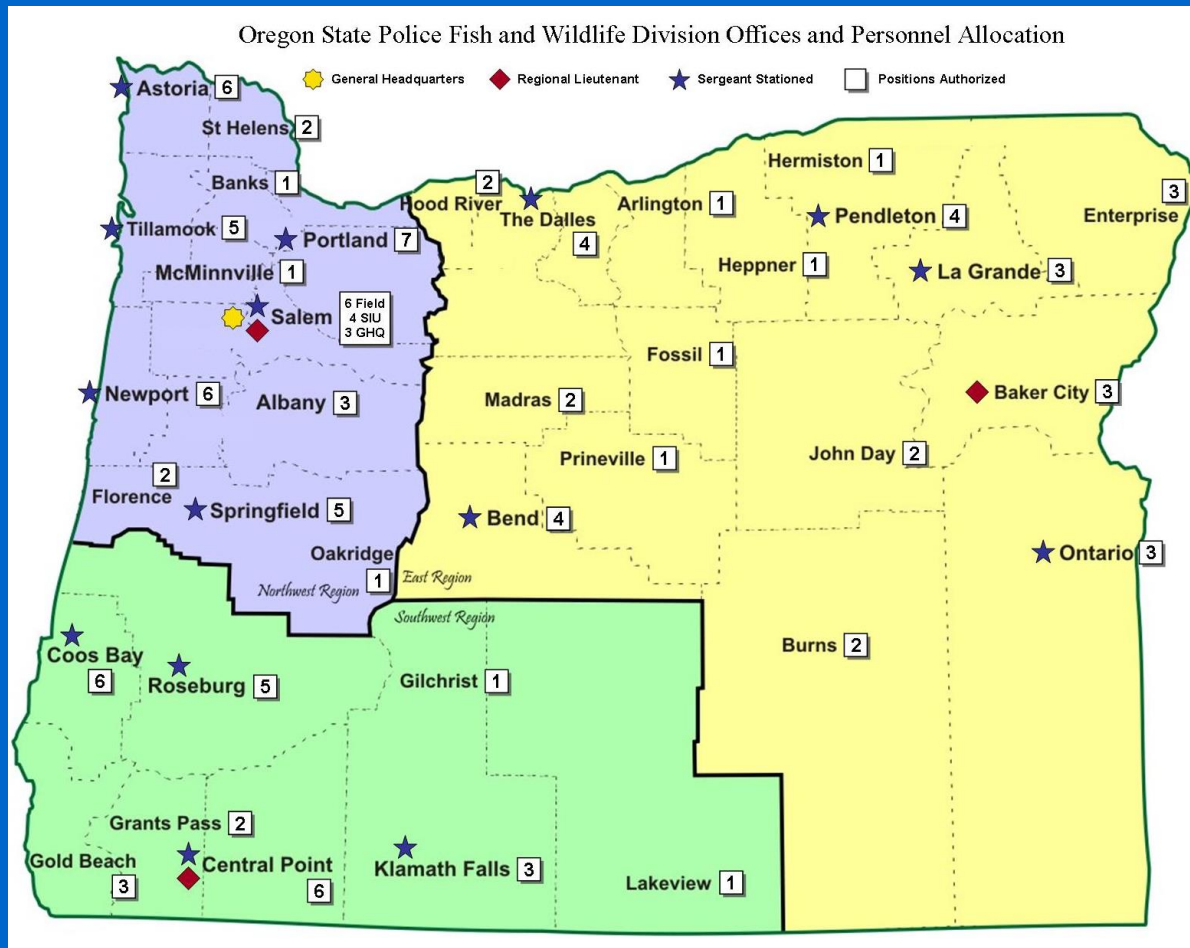 Oregon State Police Fish and Wildlife Division Offices and Personnel Allocation
General Headquarters
Regional Lieutenant
Sergeant Stationed
Positions Authorized
Astoria 6
St Helens 2
Banks 1
Tillamook 5
Portland 7
McMinnville 1
Salem
6 Field
4 SIU
3 GHQ
Newport 6
Albany 3
2
Florence
Springfield 5
Oakridge
1
Northwest Region
2
Hood River
The Dalles
4
Arlington 1
Hermiston 1
Pendleton 4
3
Enterprise
Heppner 1
La Grande 3
Fossil 1
Baker City 3
Madras 2
Prineville 1
John Day 2
Bend 4
Ontario 3
East Region
Burns 2
Southwest Region
Coos Bay
6
Roseburg 5
Gilchrist 1
Grants Pass 2
Gold Beach
3
Central Point
6
Klamath Falls 3
Lakeview 1